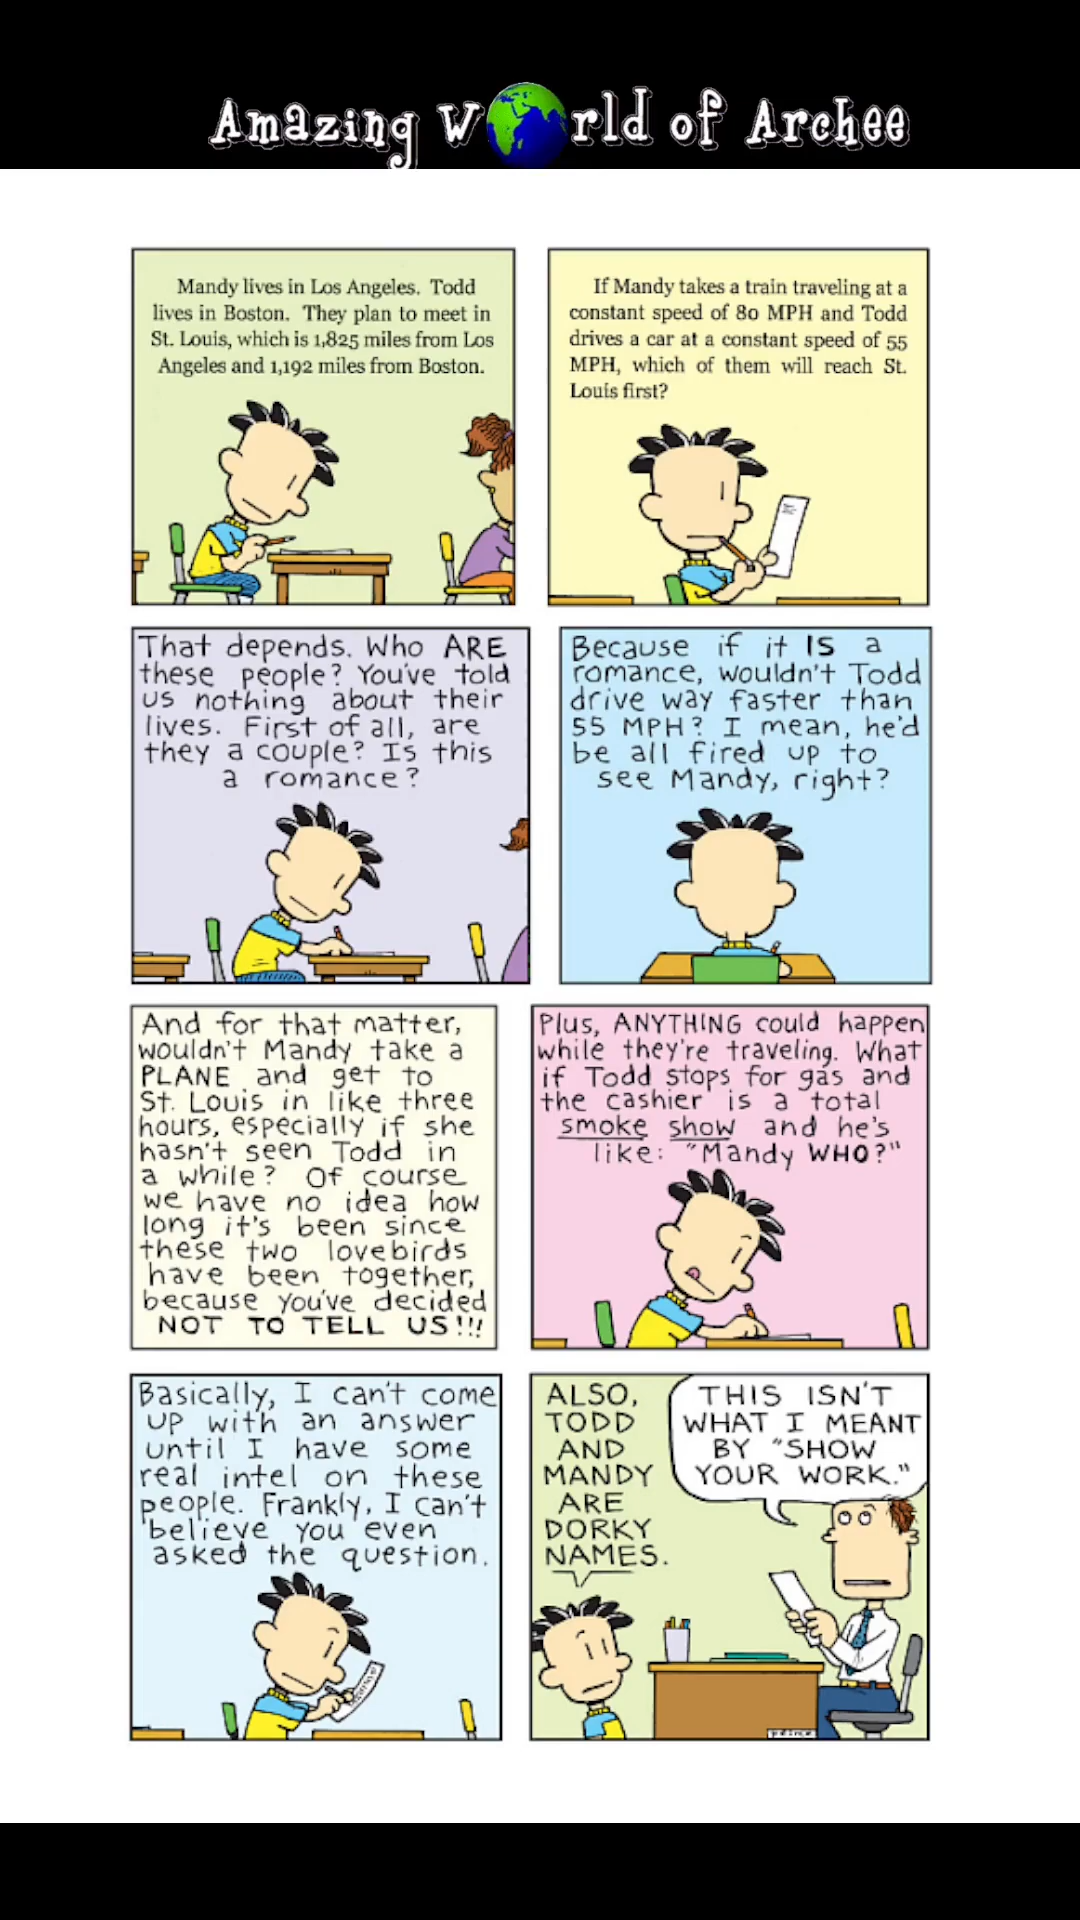 Amazing World of Archee
Mandy lives in Los Angeles. Todd
lives in Boston. They plan to meet in
St. Louis, which is 1,825 miles from Los
Angeles and 1,192 miles from Boston.
If Mandy takes a train traveling at a
constant speed of 80 MPH and Todd
drives a car at a constant speed of 55
MPH, which of them will reach St.
Louis first?
That depends. Who ARE
these people? You've told
us nothing about their
lives. First of all, are
they a couple? Is this
a romance?
Because if it IS a
romance, wouldn't Todd
drive way faster than
55 MPH? I mean, he'd
be all fired up to
see Mandy, right?
And for that matter,
wouldn't Mandy take a
PLANE and get to
St. Louis in like three
hours, especially if she
hasn't seen Todd in
a while? Of course
we have no idea how
long it's been since
these two lovebirds
have been together,
because you've decided
NOT TO TELL US!!!
Plus, ANYTHING could happen
while they're traveling. What
if Todd stops for gas and
the cashier is a total
smoke show and he's
like: "Mandy WHO?"
Basically, I can't come
up with an answer
until I have some
real intel on these
people. Frankly, I can't
believe you even
asked the question.
ALSO,
TODD
AND
MANDY
ARE
DORKY
NAMES.
THIS ISN'T
WHAT I MEANT
BY "SHOW
YOUR WORK."
peirce